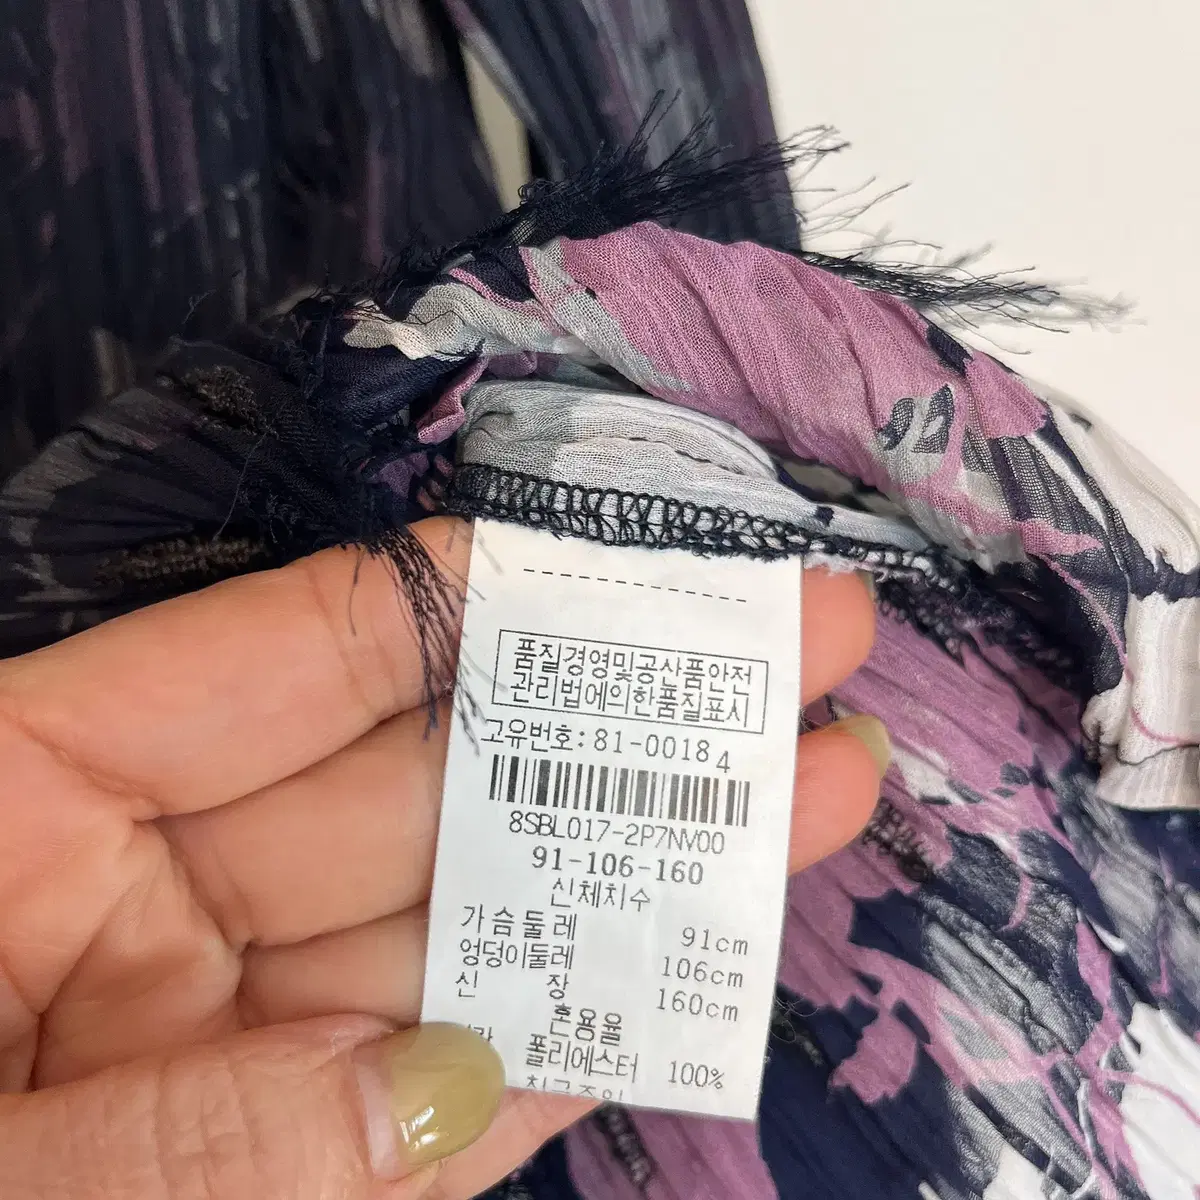 품질경영및공산품안전
관리법에의한품질표시
고유번호:81-00184
8SBL017-2P7NV00
91-106-160
신체치수
가슴둘레 91cm
엉덩이둘레 106cm
신 장 160cm
혼용율
폴리에스터 100%